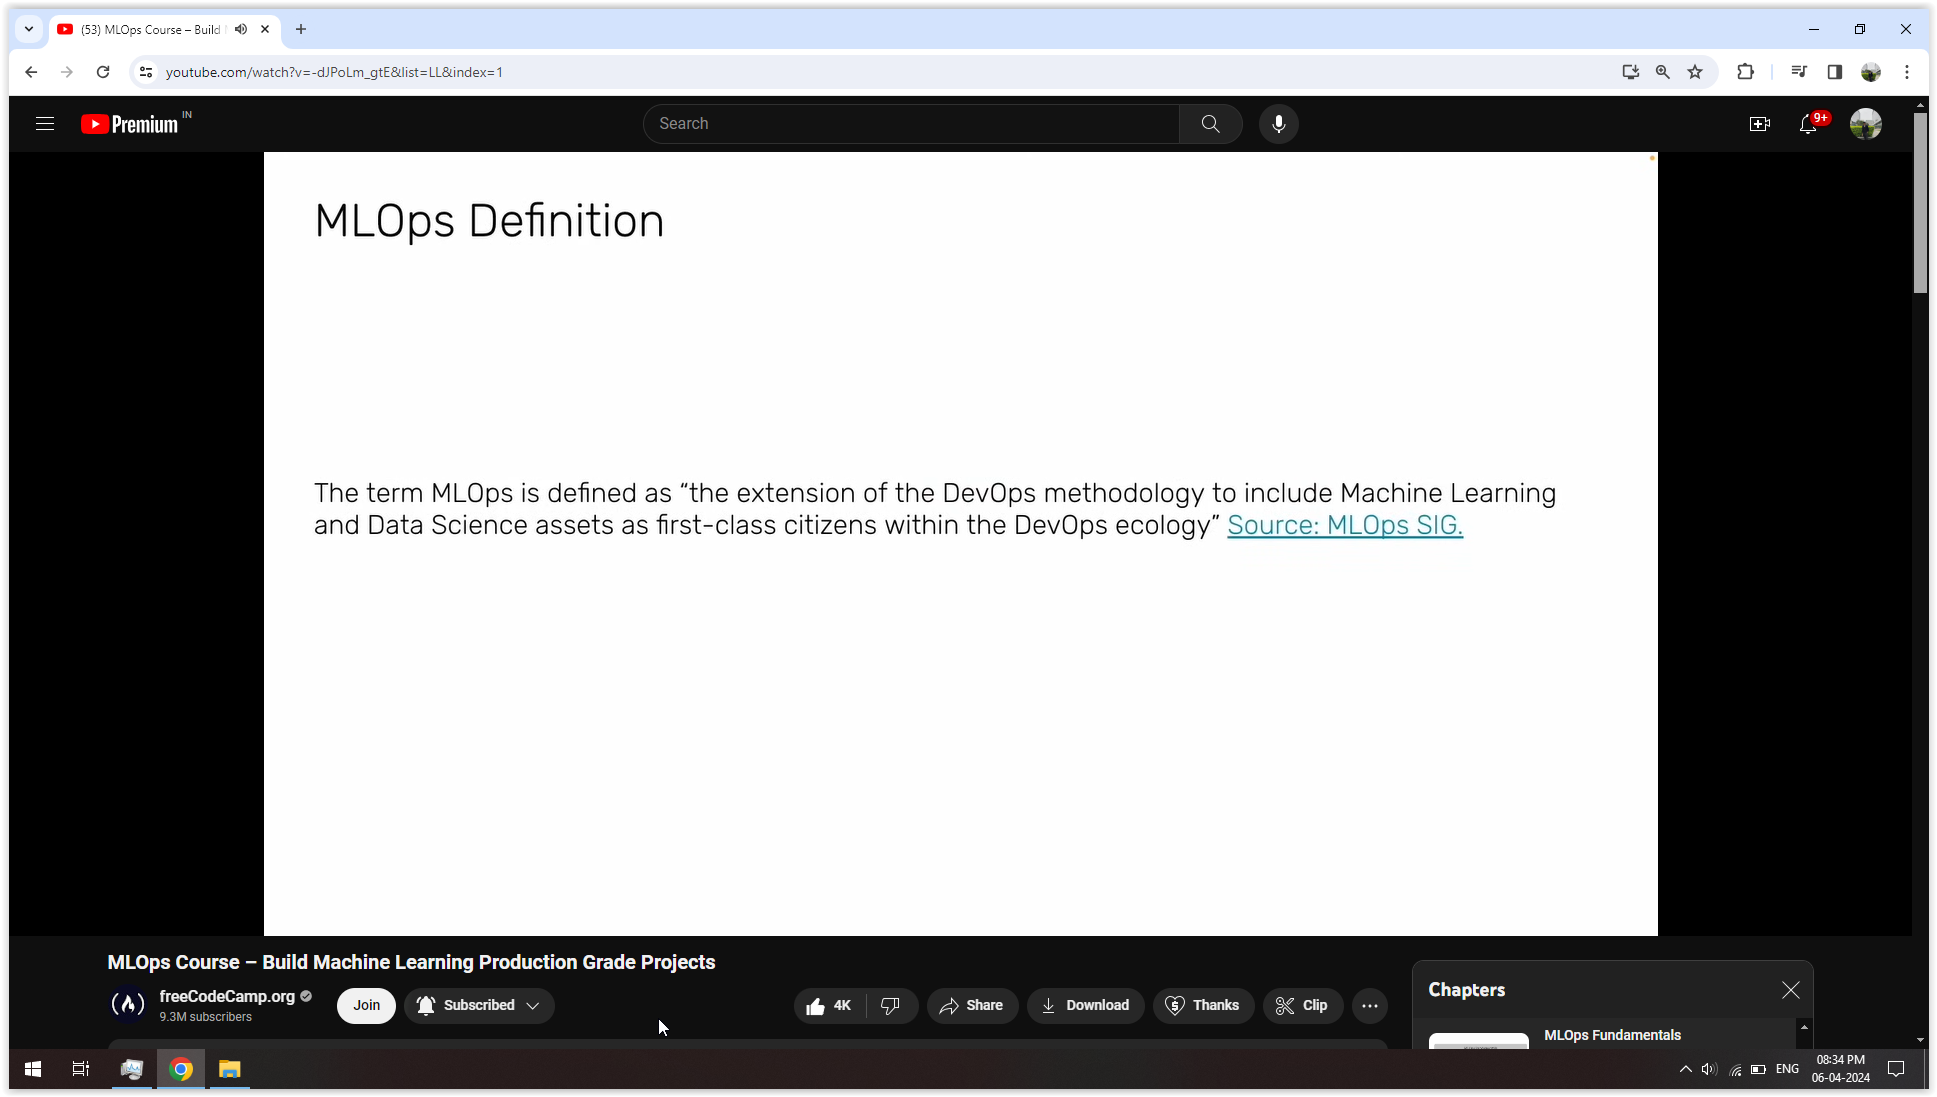 (53) MLOps Course – Build
youtube.com/watch?v=-dJPoLm_gtE&list=LL&index=1
Premium IN
Search
9+
MLOps Definition
The term MLOps is defined as “the extension of the DevOps methodology to include Machine Learning
and Data Science assets as first-class citizens within the DevOps ecology” Source: MLOps SIG.
MLOps Course – Build Machine Learning Production Grade Projects
freeCodeCamp.org
9.3M subscribers
Join
Subscribed
4K
Share
Download
Thanks
Clip
Chapters
MLOps Fundamentals
ENG
08:34 PM
06-04-2024